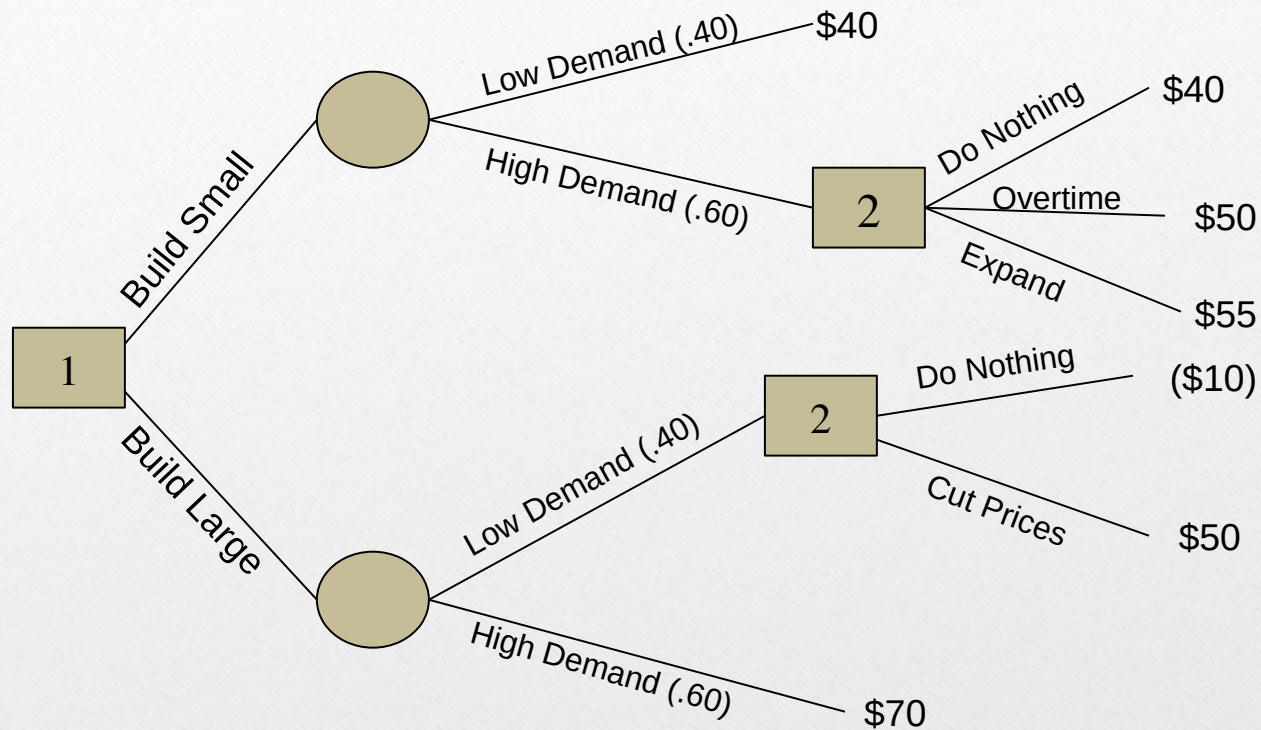 Low Demand (.40)
$40
Do Nothing
$40
High Demand (.60)
2
Overtime
$50
Expand
$55
Build Small
1
Build Large
Low Demand (.40)
2
Do Nothing
($10)
Cut Prices
$50
High Demand (.60)
$70